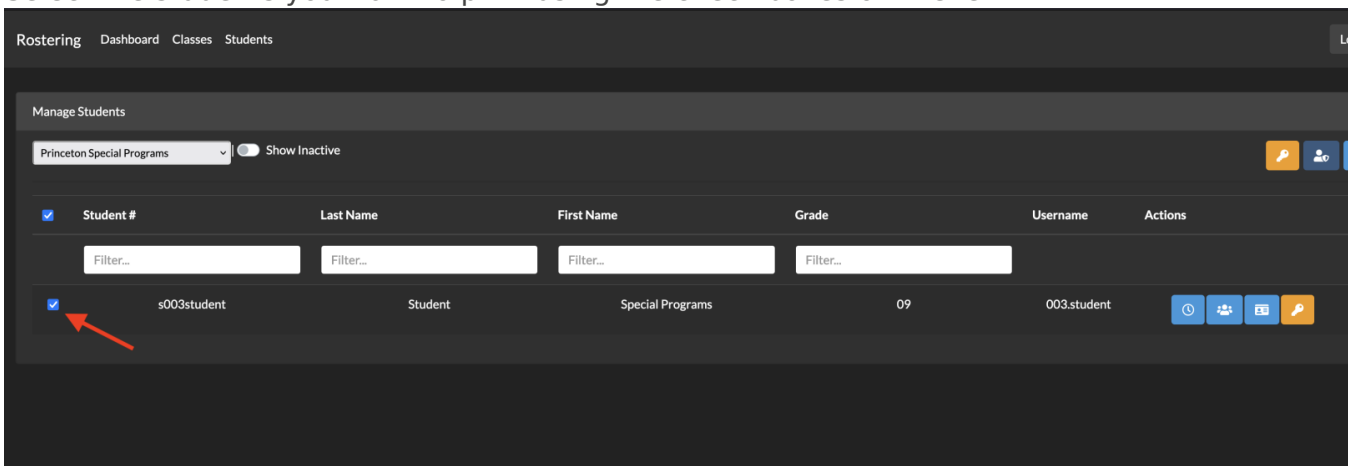 Rostering Dashboard Classes Students
Manage Students
Princeton Special Programs | Show Inactive
Student # Last Name First Name Grade Username Actions
Filter... Filter... Filter... Filter...
s003student Student Special Programs 09 003.student